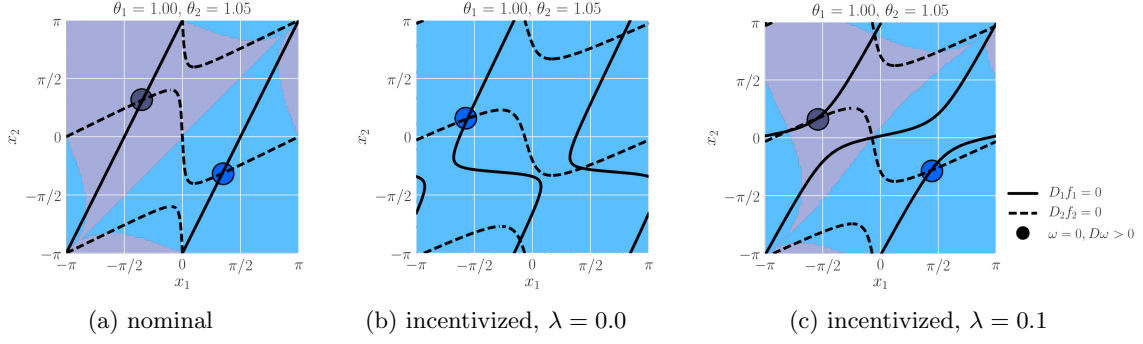 θ₁ = 1.00, θ₂ = 1.05
π
π/2
0
−π/2
−π
x₂
−π
−π/2
0
π/2
π
x₁
(a) nominal
θ₁ = 1.00, θ₂ = 1.05
π
π/2
0
−π/2
−π
x₂
−π
−π/2
0
π/2
π
x₁
(b) incentivized, λ = 0.0
θ₁ = 1.00, θ₂ = 1.05
π
π/2
0
−π/2
−π
x₂
−π
−π/2
0
π/2
π
x₁
(c) incentivized, λ = 0.1
D₁f₁ = 0
D₂f₂ = 0
ω = 0, Dω > 0